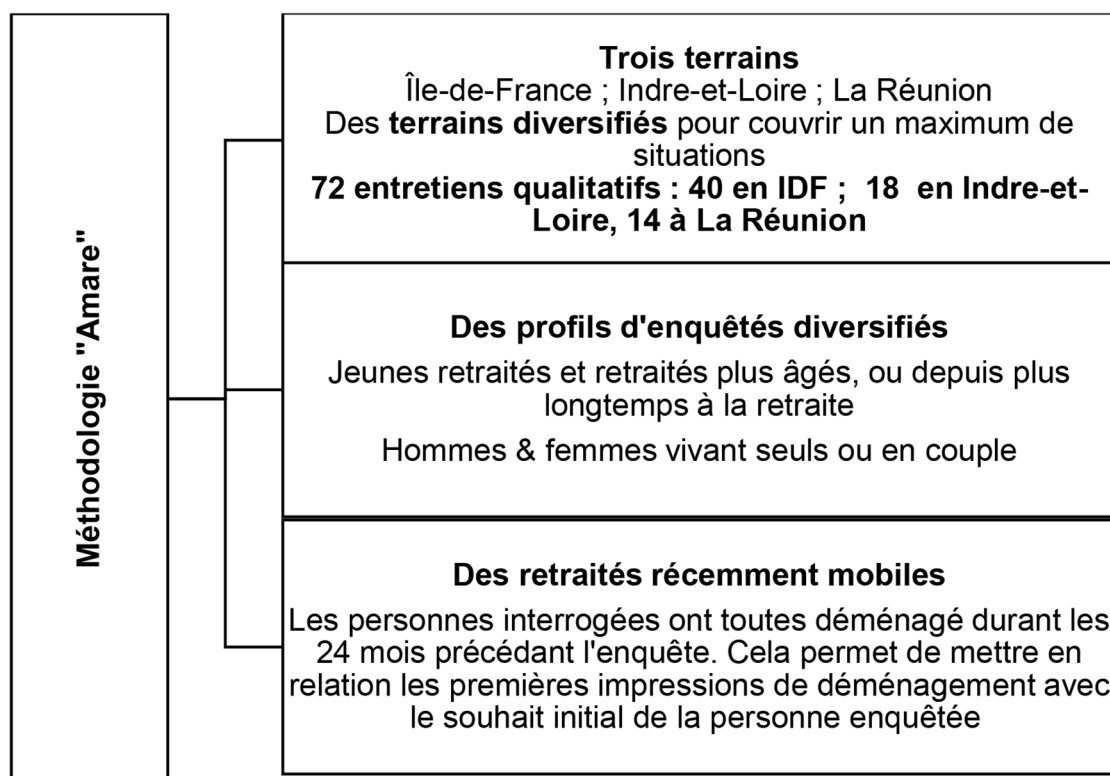 Méthodologie "Amare"
Trois terrains
Île-de-France ; Indre-et-Loire ; La Réunion
Des terrains diversifiés pour couvrir un maximum de
situations
72 entretiens qualitatifs : 40 en IDF ; 18 en Indre-et-
Loire, 14 à La Réunion
Des profils d'enquêtés diversifiés
Jeunes retraités et retraités plus âgés, ou depuis plus
longtemps à la retraite
Hommes & femmes vivant seuls ou en couple
Des retraités récemment mobiles
Les personnes interrogées ont toutes déménagé durant les
24 mois précédant l'enquête. Cela permet de mettre en
relation les premières impressions de déménagement avec
le souhait initial de la personne enquêtée